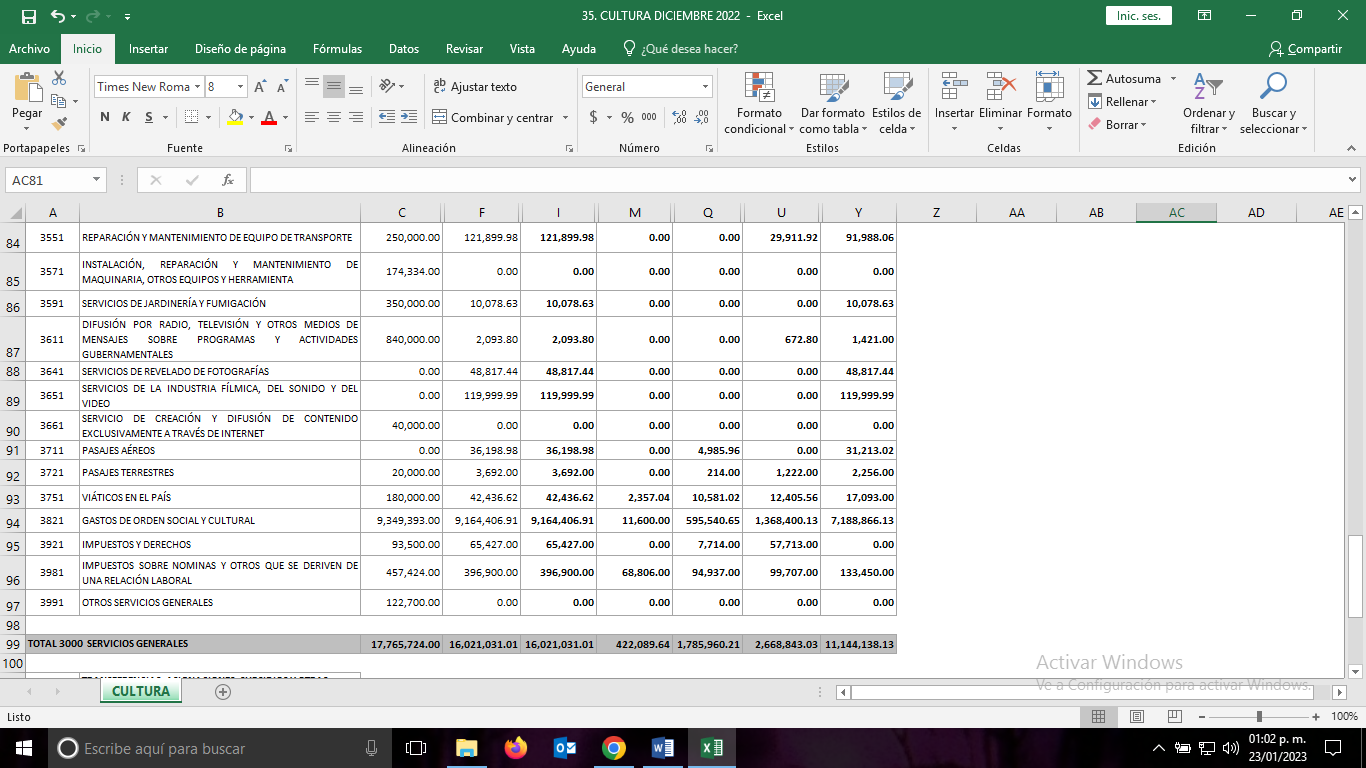 35. CULTURA DICIEMBRE 2022 - Excel
Inic. ses.
Archivo Inicio Insertar Diseño de página Fórmulas Datos Revisar Vista Ayuda ¿Qué desea hacer? Compartir
Times New Roma 8 Ajustar texto General Autosuma
Pegar N K S A Combinar y centrar $ % 000 Formato condicional Dar formato como tabla Estilos de celda Insertar Eliminar Formato Rellenar Borrar Ordenar y filtrar Buscar y seleccionar
Portapapeles Fuente Alineación Número Estilos Celdas Edición
AC81 fx
A B C F I M Q U Y Z AA AB AC AD AE
84 3551 REPARACIÓN Y MANTENIMIENTO DE EQUIPO DE TRANSPORTE 250,000.00 121,899.98 121,899.98 0.00 0.00 29,911.92 91,988.06
85 3571 INSTALACIÓN, REPARACIÓN Y MANTENIMIENTO DE
MAQUINARIA, OTROS EQUIPOS Y HERRAMIENTA 174,334.00 0.00 0.00 0.00 0.00 0.00 0.00
86 3591 SERVICIOS DE JARDINERÍA Y FUMIGACIÓN 350,000.00 10,078.63 10,078.63 0.00 0.00 0.00 10,078.63
87 3611 DIFUSIÓN POR RADIO, TELEVISIÓN Y OTROS MEDIOS DE
MENSAJES SOBRE PROGRAMAS Y ACTIVIDADES
GUBERNAMENTALES 840,000.00 2,093.80 2,093.80 0.00 0.00 672.80 1,421.00
88 3641 SERVICIOS DE REVELADO DE FOTOGRAFÍAS 0.00 48,817.44 48,817.44 0.00 0.00 0.00 48,817.44
89 3651 SERVICIOS DE LA INDUSTRIA FÍLMICA, DEL SONIDO Y DEL
VIDEO 0.00 119,999.99 119,999.99 0.00 0.00 0.00 119,999.99
90 3661 SERVICIO DE CREACIÓN Y DIFUSIÓN DE CONTENIDO
EXCLUSIVAMENTE A TRAVÉS DE INTERNET 40,000.00 0.00 0.00 0.00 0.00 0.00 0.00
91 3711 PASAJES AÉREOS 0.00 36,198.98 36,198.98 0.00 4,985.96 0.00 31,213.02
92 3721 PASAJES TERRESTRES 20,000.00 3,692.00 3,692.00 0.00 214.00 1,222.00 2,256.00
93 3751 VIÁTICOS EN EL PAÍS 180,000.00 42,436.62 42,436.62 2,357.04 10,581.02 12,405.56 17,093.00
94 3821 GASTOS DE ORDEN SOCIAL Y CULTURAL 9,349,393.00 9,164,406.91 9,164,406.91 11,600.00 595,540.65 1,368,400.13 7,188,866.13
95 3921 IMPUESTOS Y DERECHOS 93,500.00 65,427.00 65,427.00 0.00 7,714.00 57,713.00 0.00
96 3981 IMPUESTOS SOBRE NOMINAS Y OTROS QUE SE DERIVEN DE
UNA RELACIÓN LABORAL 457,424.00 396,900.00 396,900.00 68,806.00 94,937.00 99,707.00 133,450.00
97 3991 OTROS SERVICIOS GENERALES 122,700.00 0.00 0.00 0.00 0.00 0.00 0.00
98
99 TOTAL 3000 SERVICIOS GENERALES 17,765,724.00 16,021,031.01 16,021,031.01 422,089.64 1,785,960.21 2,668,843.03 11,144,138.13
100
Activar Windows
Ve a Configuración para activar Windows.
CULTURA
Listo 100%
Escribe aquí para buscar
01:02 p. m.
23/01/2023